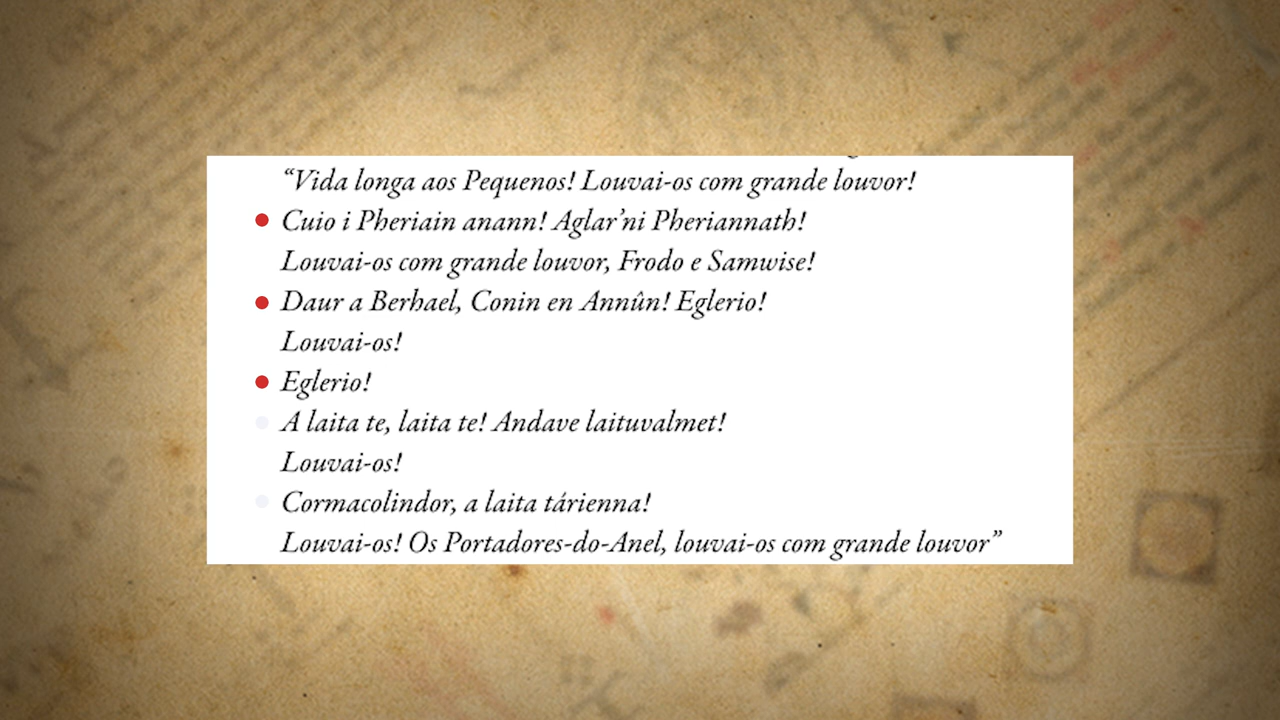 “Vida longa aos Pequenos! Louvai-os com grande louvor!
Cuio i Pheriain anann! Aglar’ni Pheriannath!
Louvai-os com grande louvor, Frodo e Samwise!
Daur a Berhael, Conin en Annûn! Eglerio!
Louvai-os!
Eglerio!
A laita te, laita te! Andave laituvalmet!
Louvai-os!
Cormacolindor, a laita tárienna!
Louvai-os! Os Portadores-do-Anel, louvai-os com grande louvor”